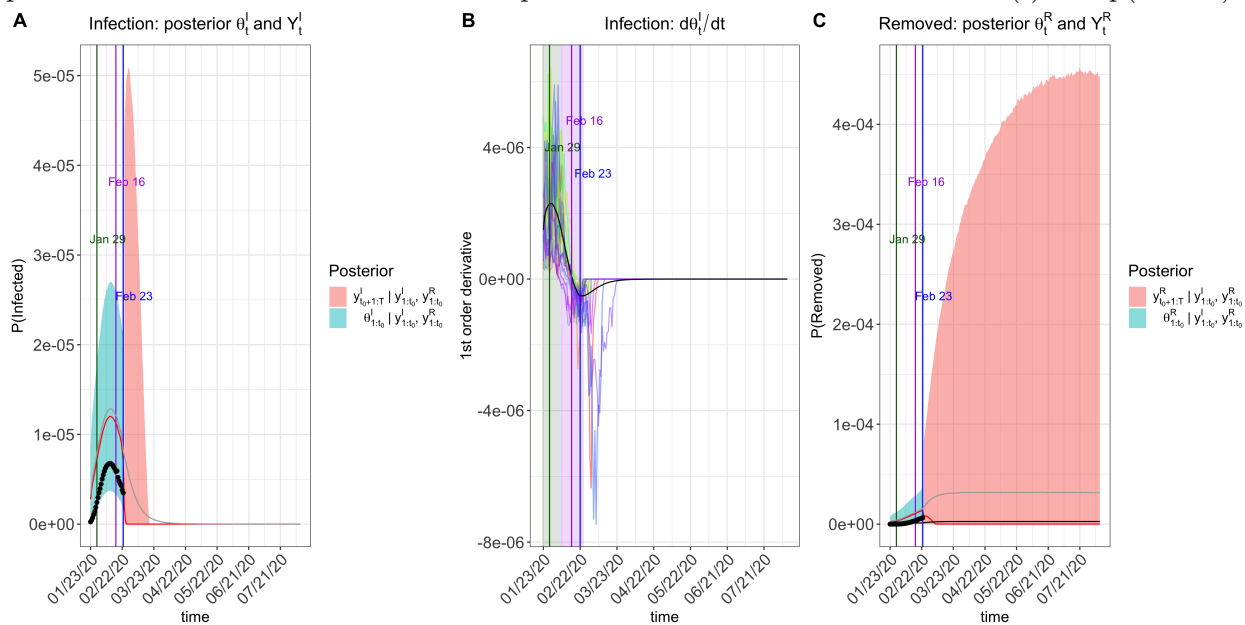 A
Infection: posterior θₜᴵ and Yₜᴵ
P(Infected)
5e-05
4e-05
3e-05
2e-05
1e-05
0e+00
Jan 29
Feb 16
Feb 23
01/23/20
02/22/20
03/23/20
04/22/20
05/22/20
06/21/20
07/21/20
time
Posterior
y^I_{t₀+1:T} | y^I_{1:t₀}, y^R_{1:t₀}
θ^I_{1:t₀} | y^I_{1:t₀}, y^R_{1:t₀}
B
Infection: dθₜᴵ/dt
1st order derivative
4e-06
0e+00
-4e-06
-8e-06
Feb 16
Jan 29
Feb 23
01/23/20
02/22/20
03/23/20
04/22/20
05/22/20
06/21/20
07/21/20
time
C
Removed: posterior θₜᴿ and Yₜᴿ
P(Removed)
4e-04
3e-04
2e-04
1e-04
0e+00
Feb 16
Jan 29
Feb 23
01/23/20
02/22/20
03/23/20
04/22/20
05/22/20
06/21/20
07/21/20
time
Posterior
y^R_{t₀+1:T} | y^I_{1:t₀}, y^R_{1:t₀}
θ^R_{1:t₀} | y^I_{1:t₀}, y^R_{1:t₀}